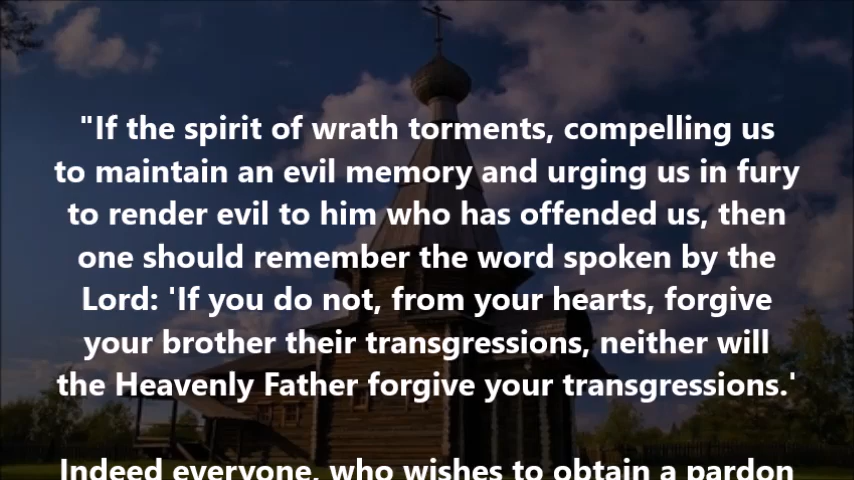 "If the spirit of wrath torments, compelling us
to maintain an evil memory and urging us in fury
to render evil to him who has offended us, then
one should remember the word spoken by the
Lord: 'If you do not, from your hearts, forgive
your brother their transgressions, neither will
the Heavenly Father forgive your transgressions.'
Indeed everyone, who wishes to obtain a pardon